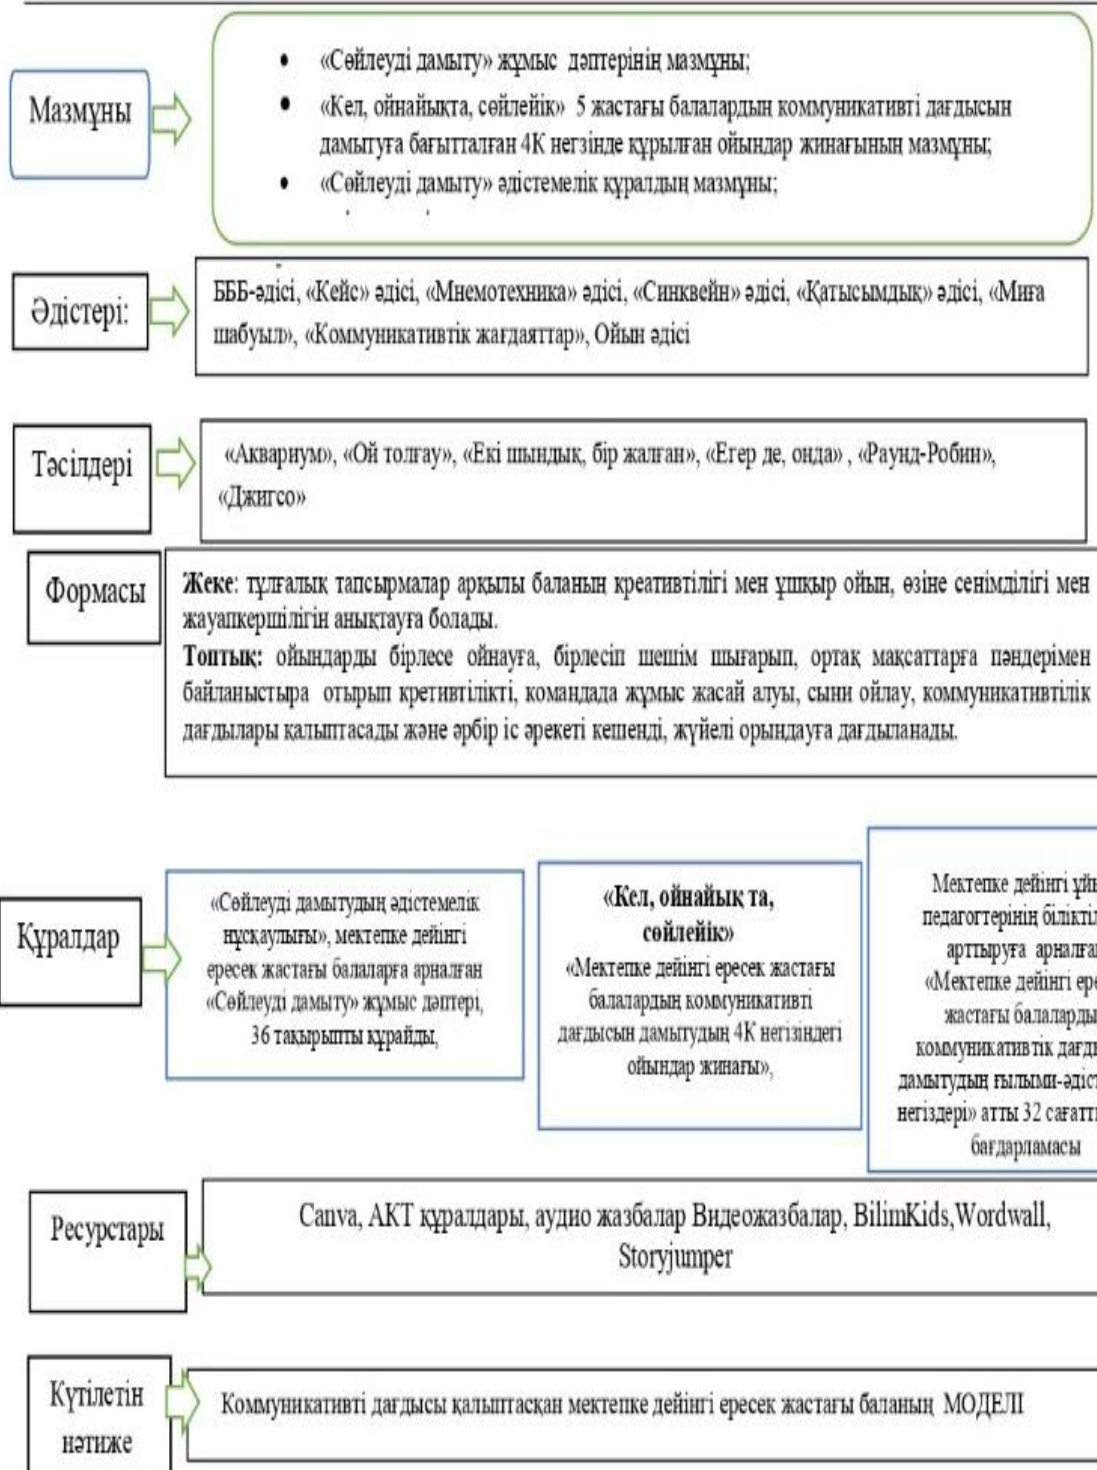 Мазмұны
• «Сөйлеуді дамыту» жұмыс дәптерінің мазмұны;
• «Кел, ойнайықта, сөйлейік» 5 жастағы балалардың коммуникативті дағдысын
дамытуға бағытталған 4К негзінде құрылған ойындар жинағының мазмұны;
• «Сөйлеуді дамыту» әдістемелік құралдың мазмұны;
Әдістері:
БББ-әдісі, «Кейс» әдісі, «Мнемотехника» әдісі, «Синквейн» әдісі, «Қатысымдық» әдісі, «Миға
шабуыл», «Коммуникативтік жағдаяттар», Ойын әдісі
Тәсілдері
«Аквариум», «Ой толғау», «Екі шындық, бір жалған», «Егер де, онда» , «Раунд-Робин»,
«Джигсо»
Формасы
Жеке: тұлғалық тапсырмалар арқылы баланың креативтілігі мен ұшқыр ойын, өзіне сенімділігі мен
жауапкершілігін анықтауға болады.
Топтық: ойындарды бірлесе ойнауға, бірлесіп шешім шығарып, ортақ мақсаттарға пәндерімен
байланыстыра отырып кретивтілікті, командада жұмыс жасай алуы, сыни ойлау, коммуникативтілік
дағдылары қалыптасады және әрбір іс әрекеті кешенді, жүйелі орындауға дағдыланады.
Құралдар
«Сөйлеуді дамытудың әдістемелік
нұсқаулығы», мектепке дейінгі
ересек жастағы балаларға арналған
«Сөйлеуді дамыту» жұмыс дәптері,
36 тақырыпты құрайды,
«Кел, ойнайық та,
сөйлейік»
«Мектепке дейінгі ересек жастағы
балалардың коммуникативті
дағдысын дамытудың 4К негізіндегі
ойындар жинағы»,
Мектепке дейінгі
педагогтерінің
арттыруға
«Мектепке дейінгі
жастағы
коммуникативтік
дамытудың
негіздері» атты 32
бағдарламасы
Ресурстары
Canva, АКТ құралдары, аудио жазбалар Видеожазбалар, BilimKids,Wordwall,
Storyjumper
Күтілетін
нәтиже
Коммуникативті дағдысы қалыптасқан мектепке дейінгі ересек жастағы баланың МОДЕЛІ